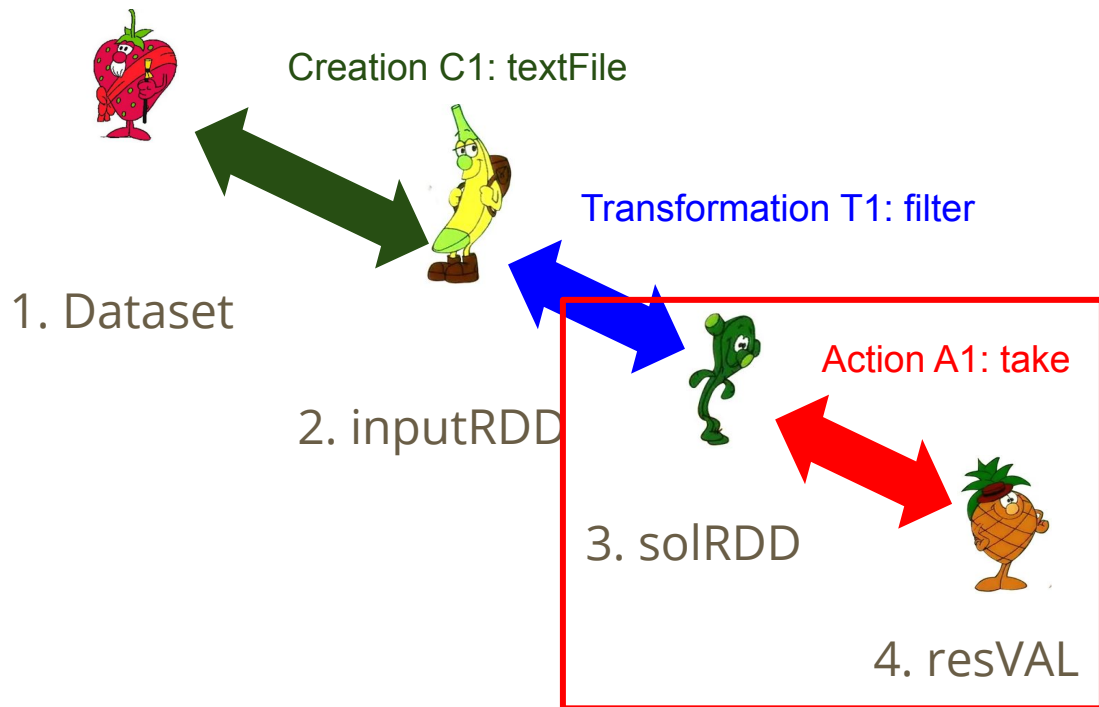 Creation C1: textFile
Transformation T1: filter
1. Dataset
Action A1: take
2. inputRDD
3. solRDD
4. resVAL